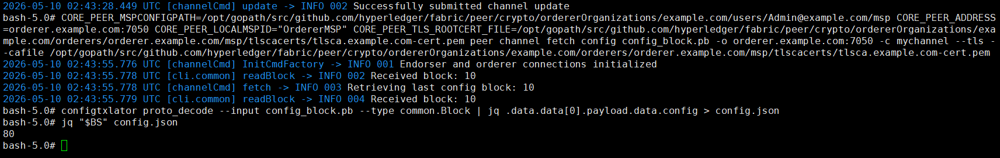 2026-05-10 02:43:28.449 UTC [channelCmd] update -> INFO 002 Successfully submitted channel update
bash-5.0# CORE_PEER_MSPCONFIGPATH=/opt/gopath/src/github.com/hyperledger/fabric/peer/crypto/ordererOrganizations/example.com/users/Admin@example.com/msp CORE_PEER_ADDRESS
=orderer.example.com:7050 CORE_PEER_LOCALMSPID="OrdererMSP" CORE_PEER_TLS_ROOTCERT_FILE=/opt/gopath/src/github.com/hyperledger/fabric/peer/crypto/ordererOrganizations/exa
mple.com/orderers/orderer.example.com/msp/tlscacerts/tlsca.example.com-cert.pem peer channel fetch config config_block.pb -o orderer.example.com:7050 -c mychannel --tls -
-cafile /opt/gopath/src/github.com/hyperledger/fabric/peer/crypto/ordererOrganizations/example.com/orderers/orderer.example.com/msp/tlscacerts/tlsca.example.com-cert.pem
2026-05-10 02:43:55.776 UTC [channelCmd] InitCmdFactory -> INFO 001 Endorser and orderer connections initialized
2026-05-10 02:43:55.778 UTC [cli.common] readBlock -> INFO 002 Received block: 10
2026-05-10 02:43:55.778 UTC [channelCmd] fetch -> INFO 003 Retrieving last config block: 10
2026-05-10 02:43:55.779 UTC [cli.common] readBlock -> INFO 004 Received block: 10
bash-5.0# configtxlator proto_decode --input config_block.pb --type common.Block | jq .data.data[0].payload.data.config > config.json
bash-5.0# jq "$BS" config.json
80
bash-5.0#